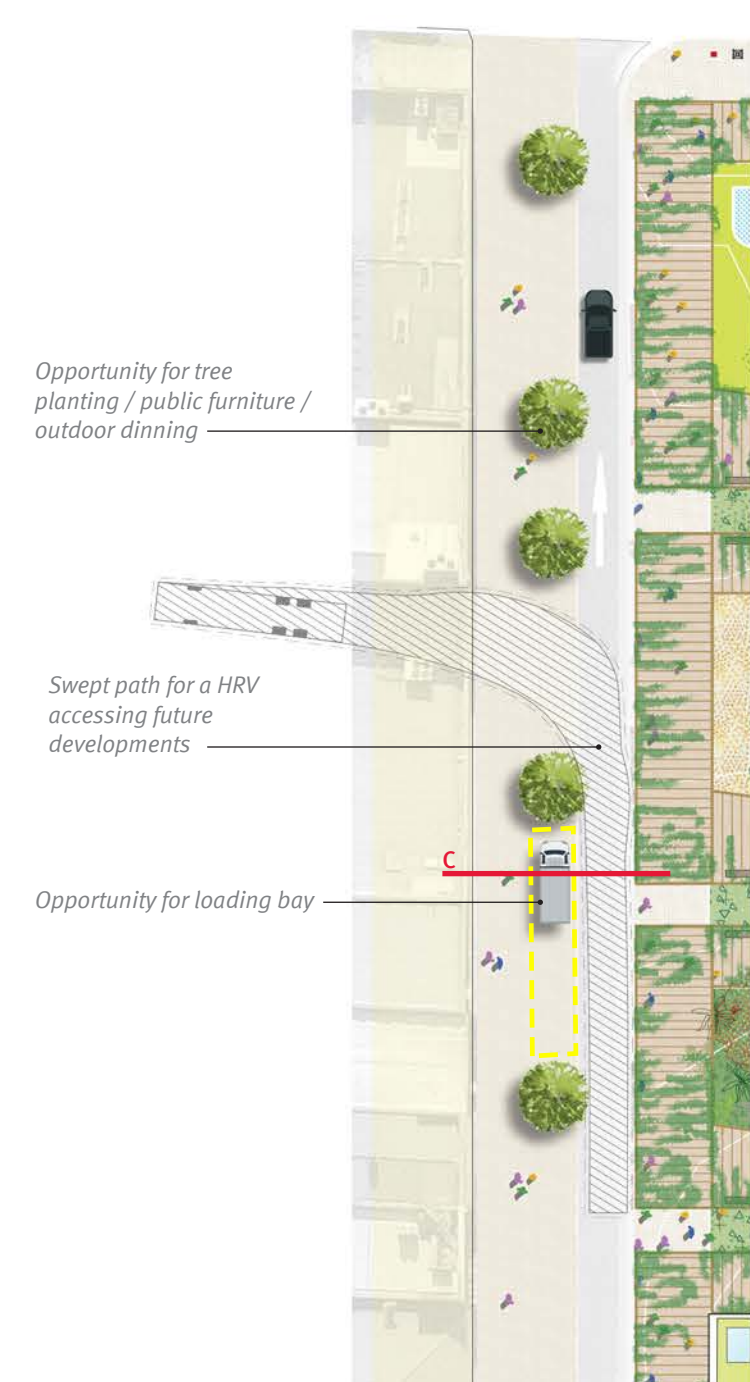 Opportunity for tree
planting / public furniture /
outdoor dinning
Swept path for a HRV
accessing future
developments
C
Opportunity for loading bay